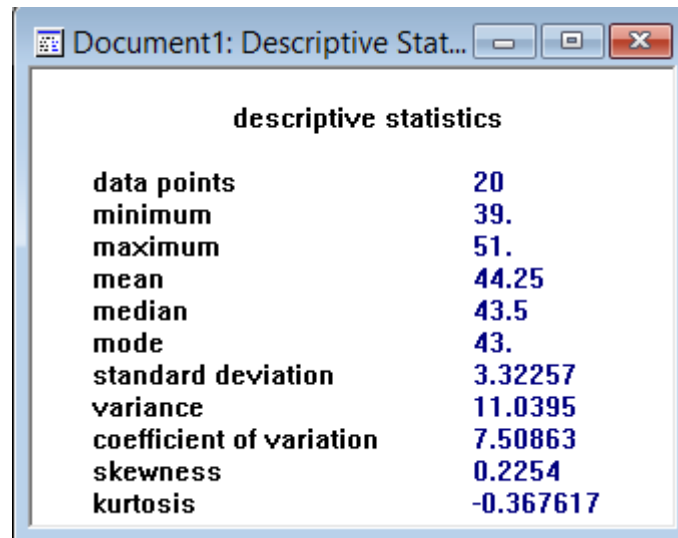 Document1: Descriptive Stat...
descriptive statistics
data points 20
minimum 39.
maximum 51.
mean 44.25
median 43.5
mode 43.
standard deviation 3.32257
variance 11.0395
coefficient of variation 7.50863
skewness 0.2254
kurtosis -0.367617